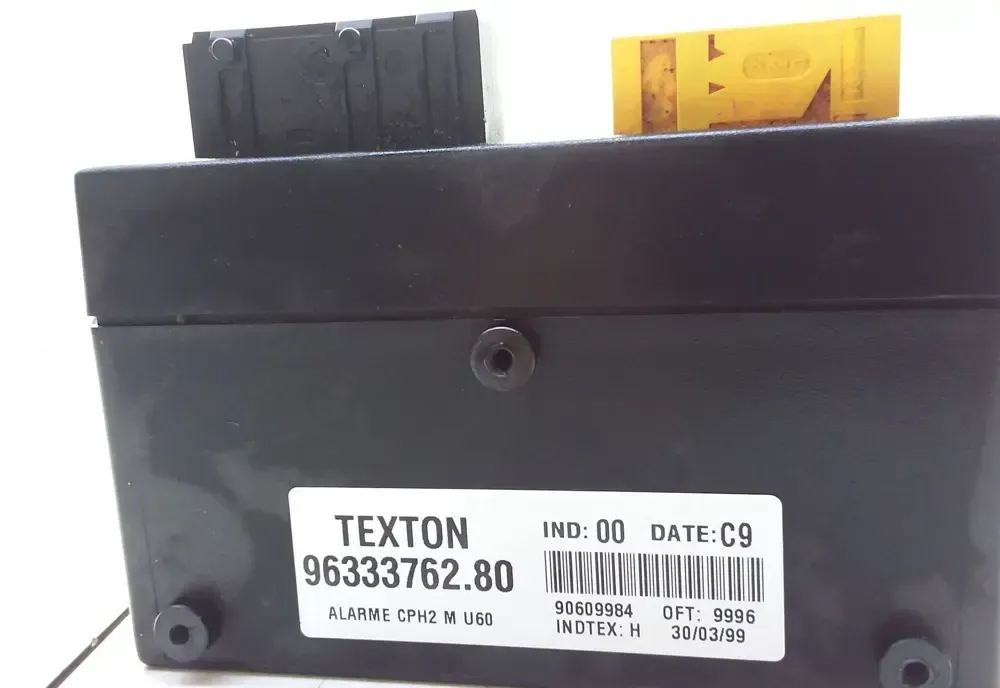 TEXTON
96333762.80
ALARME CPH2 M U60
IND: 00 DATE: C9
90609984 OFT: 9996
INDTEX: H 30/03/99